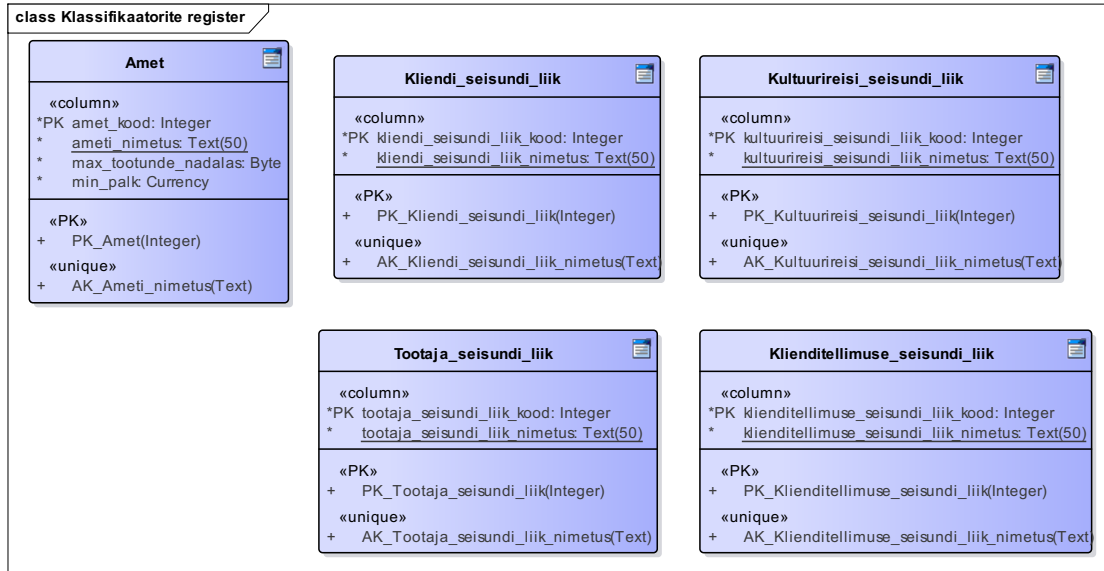 class Klassifikaatorite register
Amet
«column»
*PK amet_kood: Integer
* ameti_nimetus: Text(50)
* max_tootunde_nadalas: Byte
* min_palk: Currency
«PK»
+ PK_Amet(Integer)
«unique»
+ AK_Ameti_nimetus(Text)
Kliendi_seisundi_liik
«column»
*PK kliendi_seisundi_liik_kood: Integer
* kliendi_seisundi_liik_nimetus: Text(50)
«PK»
+ PK_Kliendi_seisundi_liik(Integer)
«unique»
+ AK_Kliendi_seisundi_liik_nimetus(Text)
Kultuurireisi_seisundi_liik
«column»
*PK kultuurireisi_seisundi_liik_kood: Integer
* kultuurireisi_seisundi_liik_nimetus: Text(50)
«PK»
+ PK_Kultuurireisi_seisundi_liik(Integer)
«unique»
+ AK_Kultuurireisi_seisundi_liik_nimetus(Text)
Tootaja_seisundi_liik
«column»
*PK tootaja_seisundi_liik_kood: Integer
* tootaja_seisundi_liik_nimetus: Text(50)
«PK»
+ PK_Tootaja_seisundi_liik(Integer)
«unique»
+ AK_Tootaja_seisundi_liik_nimetus(Text)
Klienditellimuse_seisundi_liik
«column»
*PK klienditellimuse_seisundi_liik_kood: Integer
* klienditellimuse_seisundi_liik_nimetus: Text(50)
«PK»
+ PK_Klienditellimuse_seisundi_liik(Integer)
«unique»
+ AK_Klienditellimuse_seisundi_liik_nimetus(Text)